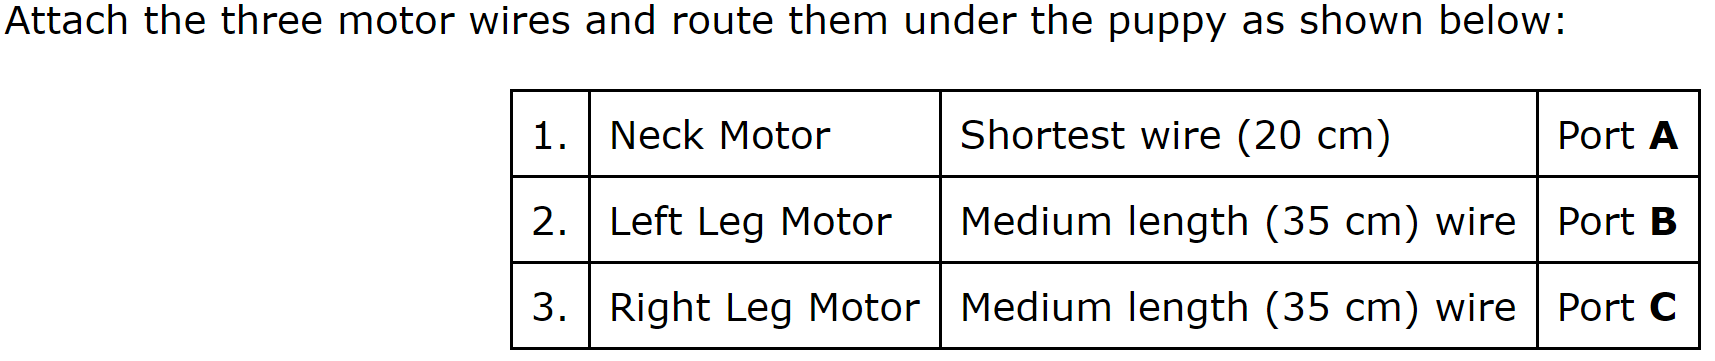 Attach the three motor wires and route them under the puppy as shown below:
1. Neck Motor Shortest wire (20 cm) Port A
2. Left Leg Motor Medium length (35 cm) wire Port B
3. Right Leg Motor Medium length (35 cm) wire Port C